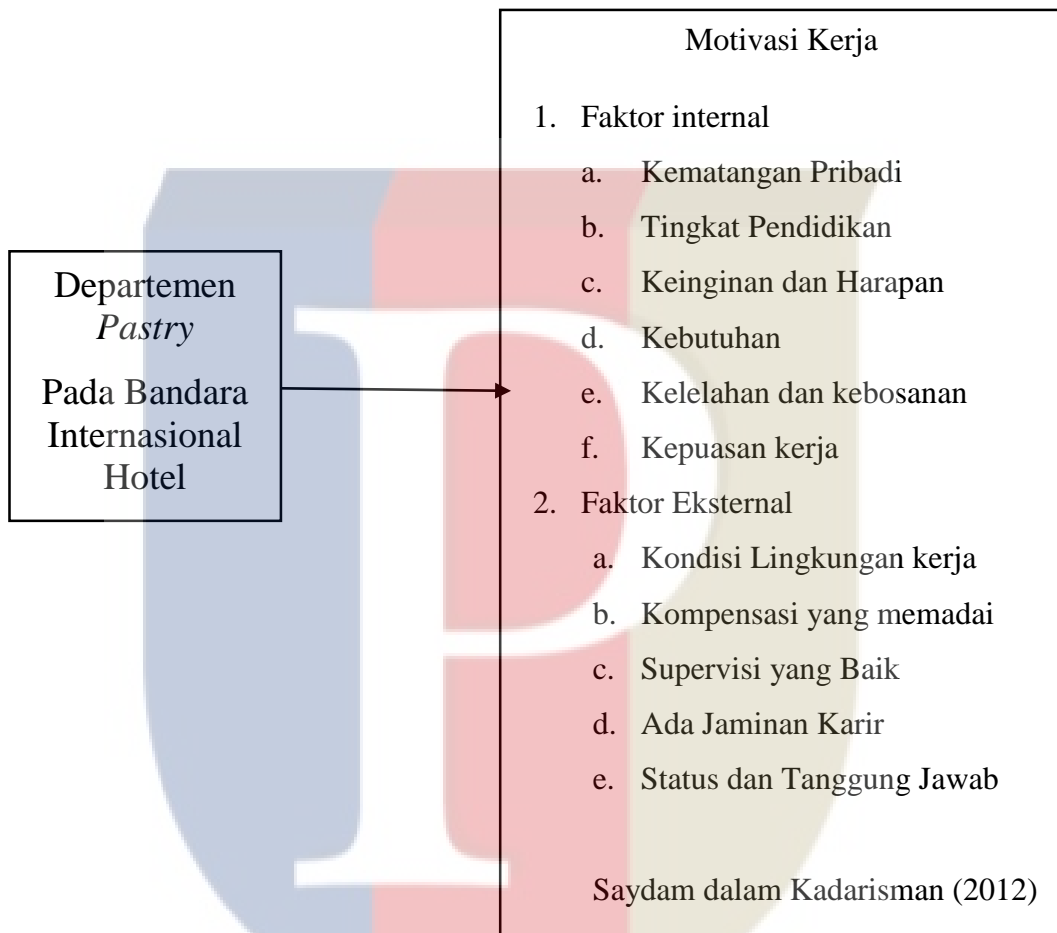 Departemen
Pastry
Pada Bandara
Internasional
Hotel
Motivasi Kerja
1. Faktor internal
a. Kematangan Pribadi
b. Tingkat Pendidikan
c. Keinginan dan Harapan
d. Kebutuhan
e. Kelelahan dan kebosanan
f. Kepuasan kerja
2. Faktor Eksternal
a. Kondisi Lingkungan kerja
b. Kompensasi yang memadai
c. Supervisi yang Baik
d. Ada Jaminan Karir
e. Status dan Tanggung Jawab
Saydam dalam Kadarisman (2012)